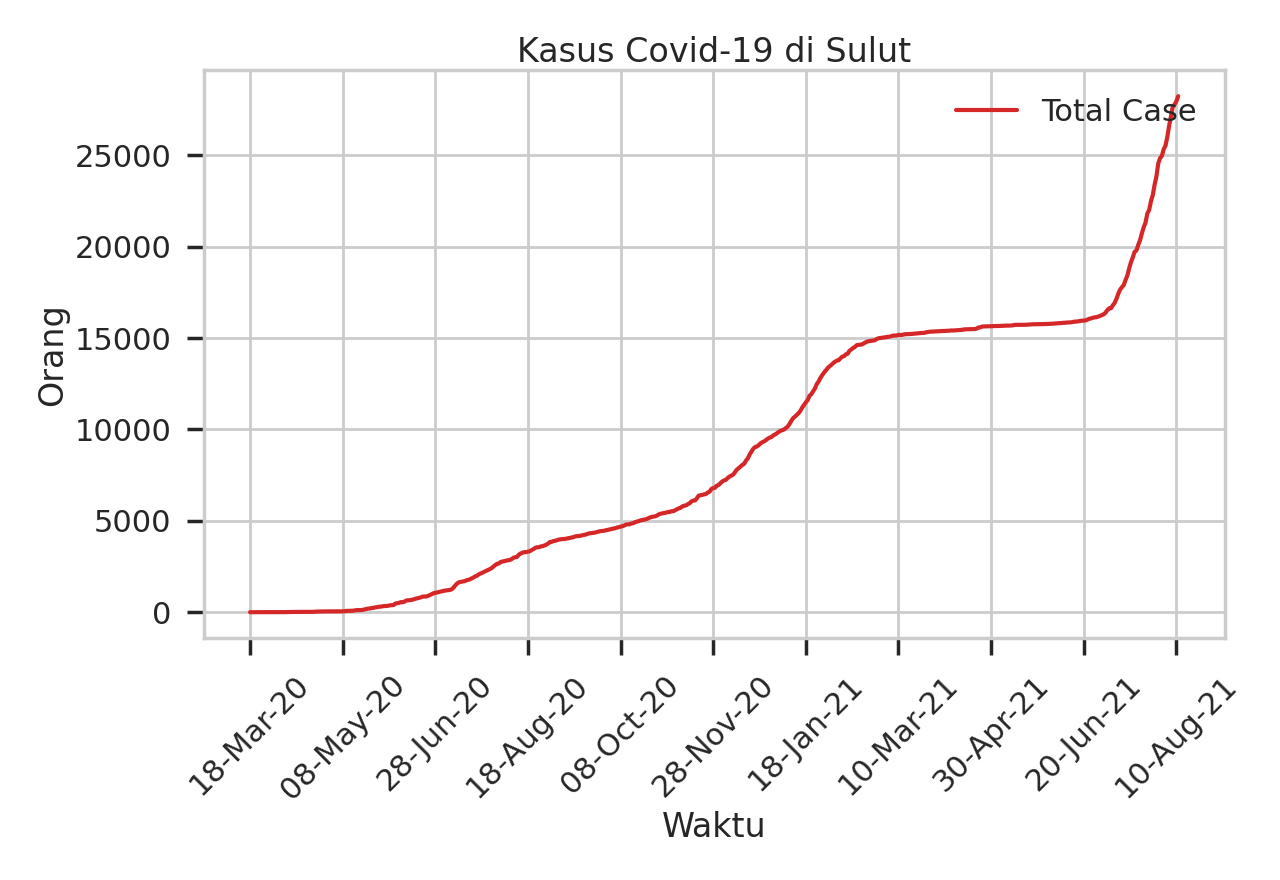 Kasus Covid-19 di Sulut
Total Case
25000
20000
15000
10000
5000
0
Orang
18-Mar-20
08-May-20
28-Jun-20
18-Aug-20
08-Oct-20
28-Nov-20
18-Jan-21
10-Mar-21
30-Apr-21
20-Jun-21
10-Aug-21
Waktu